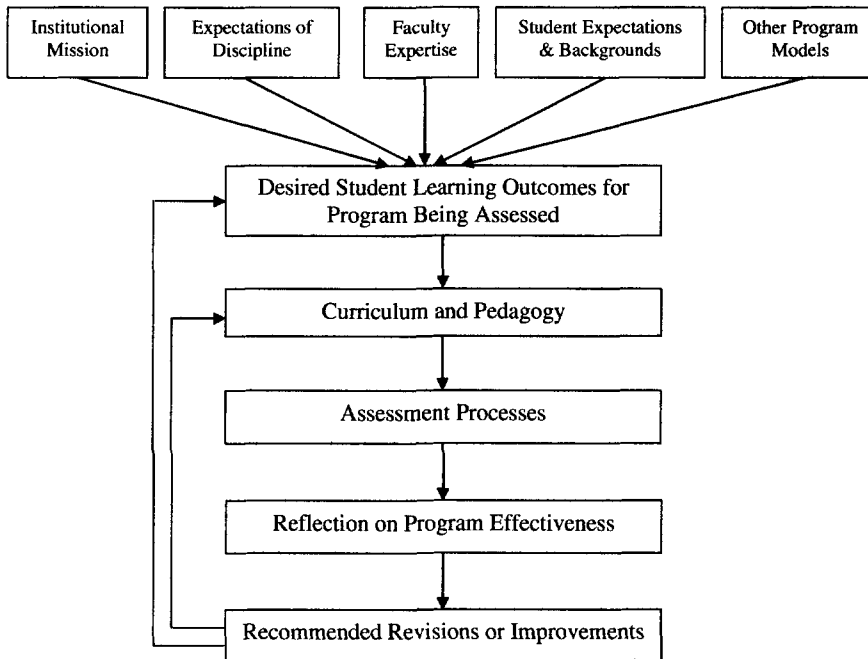 Institutional
Mission
Expectations of
Discipline
Faculty
Expertise
Student Expectations
& Backgrounds
Other Program
Models
Desired Student Learning Outcomes for
Program Being Assessed
Curriculum and Pedagogy
Assessment Processes
Reflection on Program Effectiveness
Recommended Revisions or Improvements